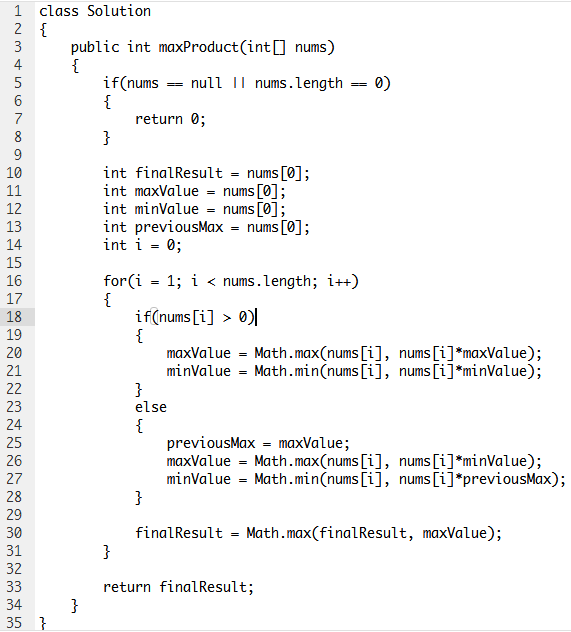 1 class Solution
2 {
3     public int maxProduct(int[] nums)
4     {
5         if(nums == null || nums.length == 0)
6         {
7             return 0;
8         }
9
10         int finalResult = nums[0];
11         int maxValue = nums[0];
12         int minValue = nums[0];
13         int previousMax = nums[0];
14         int i = 0;
15
16         for(i = 1; i < nums.length; i++)
17         {
18             if(nums[i] > 0)
19             {
20                 maxValue = Math.max(nums[i], nums[i]*maxValue);
21                 minValue = Math.min(nums[i], nums[i]*minValue);
22             }
23             else
24             {
25                 previousMax = maxValue;
26                 maxValue = Math.max(nums[i], nums[i]*minValue);
27                 minValue = Math.min(nums[i], nums[i]*previousMax);
28             }
29
30             finalResult = Math.max(finalResult, maxValue);
31         }
32
33         return finalResult;
34     }
35 }